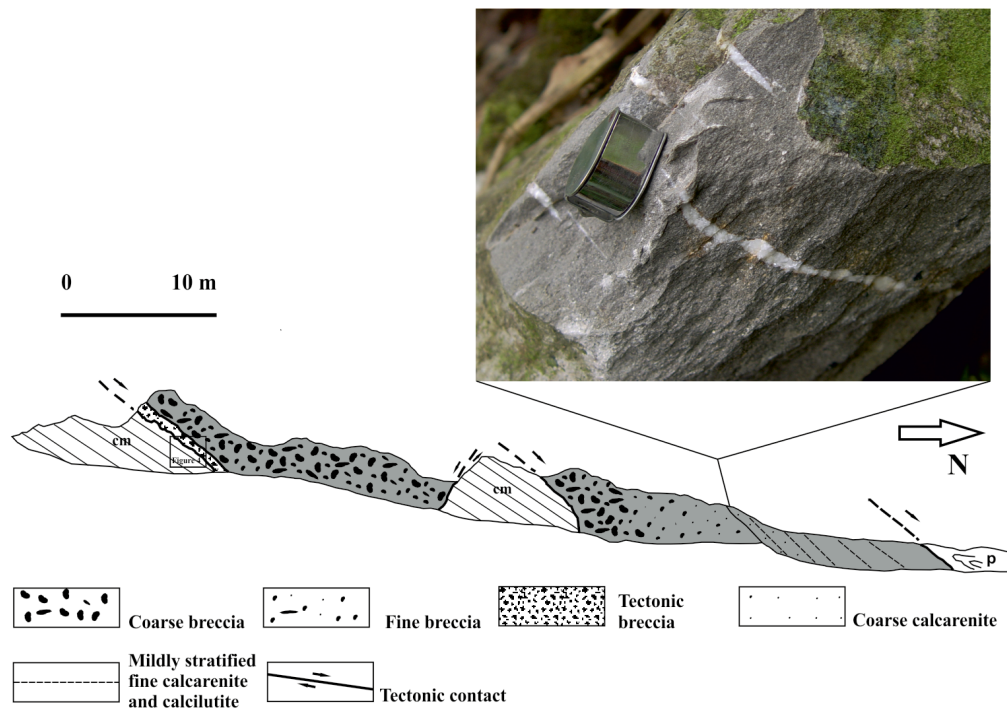 0 10 m
cm
Figure
cm
N
p
Coarse breccia
Fine breccia
Tectonic
breccia
Coarse calcarenite
Mildly stratified
fine calcarenite
and calcilutite
Tectonic contact